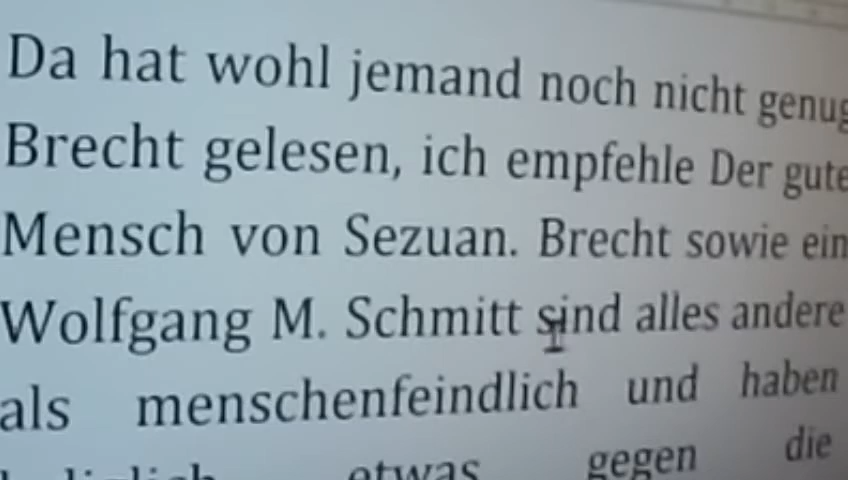 Da hat wohl jemand noch nicht genug
Brecht gelesen, ich empfehle Der gute
Mensch von Sezuan. Brecht sowie ein
Wolfgang M. Schmitt sind alles andere
als menschenfeindlich und haben
etwas gegen die